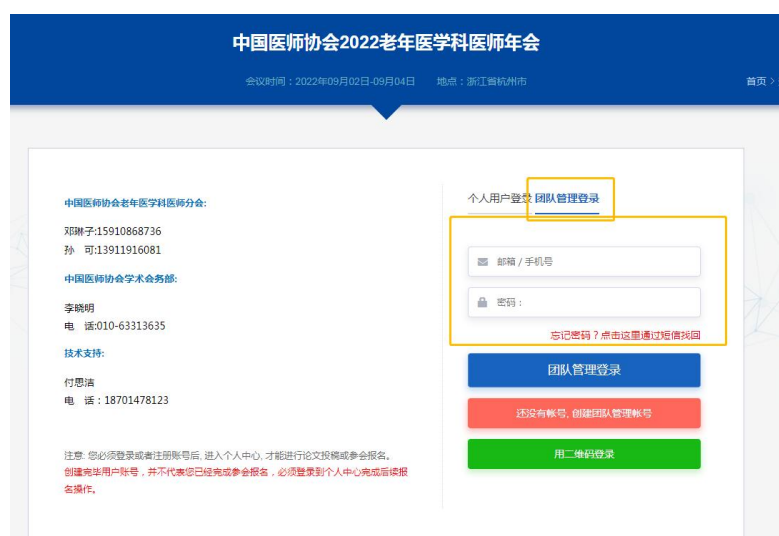 中国医师协会2022老年医学科医师年会
会议时间：2022年09月02日-09月04日 地点：浙江省杭州市
首页 >
中国医师协会老年医学科医师分会:
邓琳子:15910868736
孙 可:13911916081
中国医师协会学术会务部:
李晓明
电 话:010-63313635
技术支持:
付思洁
电 话：18701478123
注意: 您必须登录或者注册账号后, 进入个人中心, 才能进行论文投稿或参会报名。
创建完毕用户账号，并不代表您已经完成参会报名，必须登录到个人中心完成后续报
名操作。
个人用户登录 团队管理登录
邮箱 / 手机号
密码：
忘记密码？点击这里通过短信找回
团队管理登录
还没有帐号, 创建团队管理帐号
用二维码登录